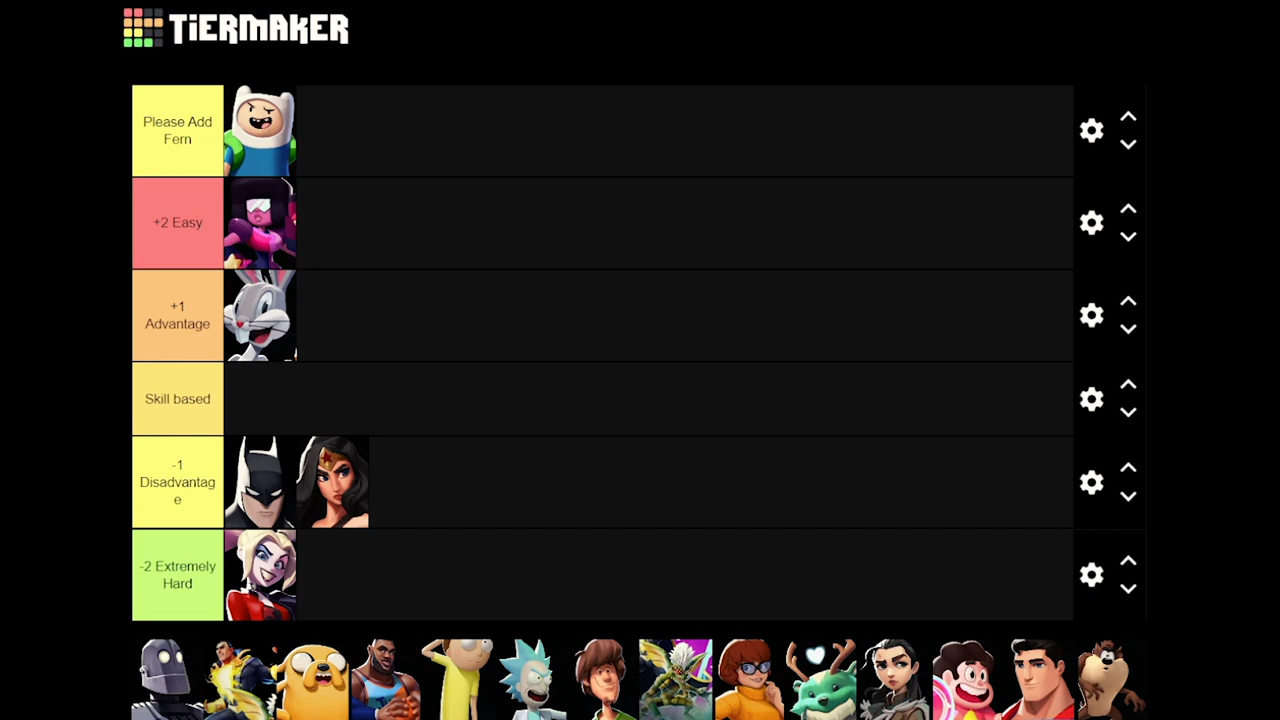 TiERMAKER
Please Add
Fern
+2 Easy
+1
Advantage
Skill based
-1
Disadvantag
e
-2 Extremely
Hard